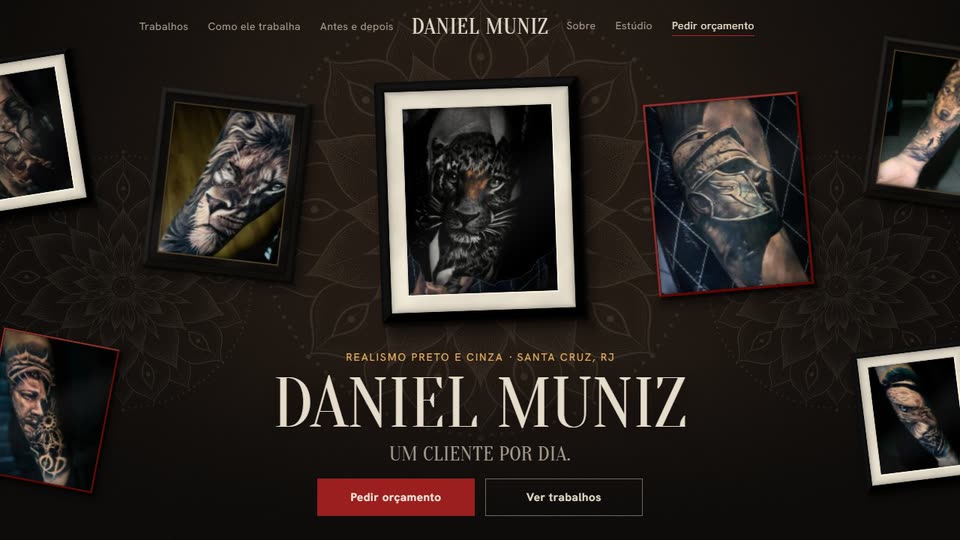 Trabalhos Como ele trabalha Antes e depois DANIEL MUNIZ Sobre Estúdio Pedir orçamento
REALISMO PRETO E CINZA · SANTA CRUZ, RJ
DANIEL MUNIZ
UM CLIENTE POR DIA.
Pedir orçamento Ver trabalhos